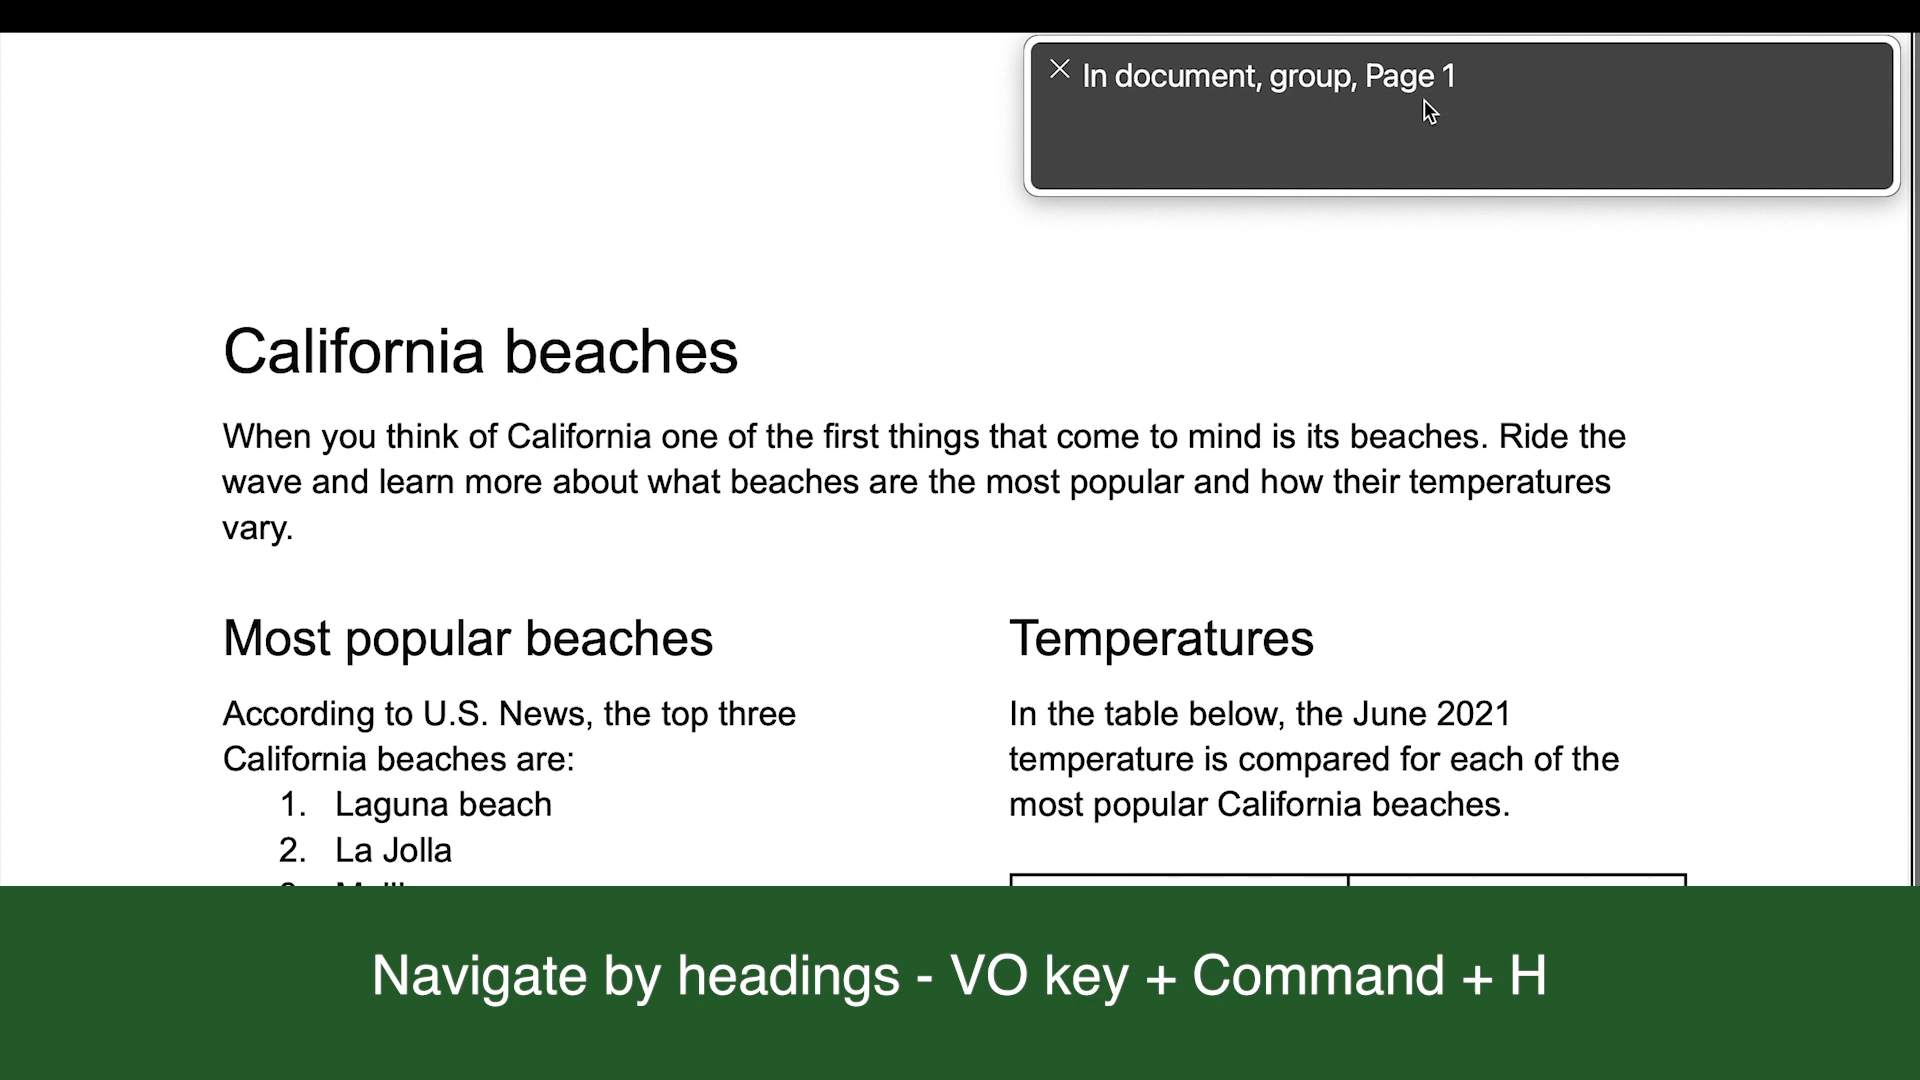 In document, group, Page 1
California beaches
When you think of California one of the first things that come to mind is its beaches. Ride the
wave and learn more about what beaches are the most popular and how their temperatures
vary.
Most popular beaches
According to U.S. News, the top three
California beaches are:
1. Laguna beach
2. La Jolla
Temperatures
In the table below, the June 2021
temperature is compared for each of the
most popular California beaches.
Navigate by headings - VO key + Command + H